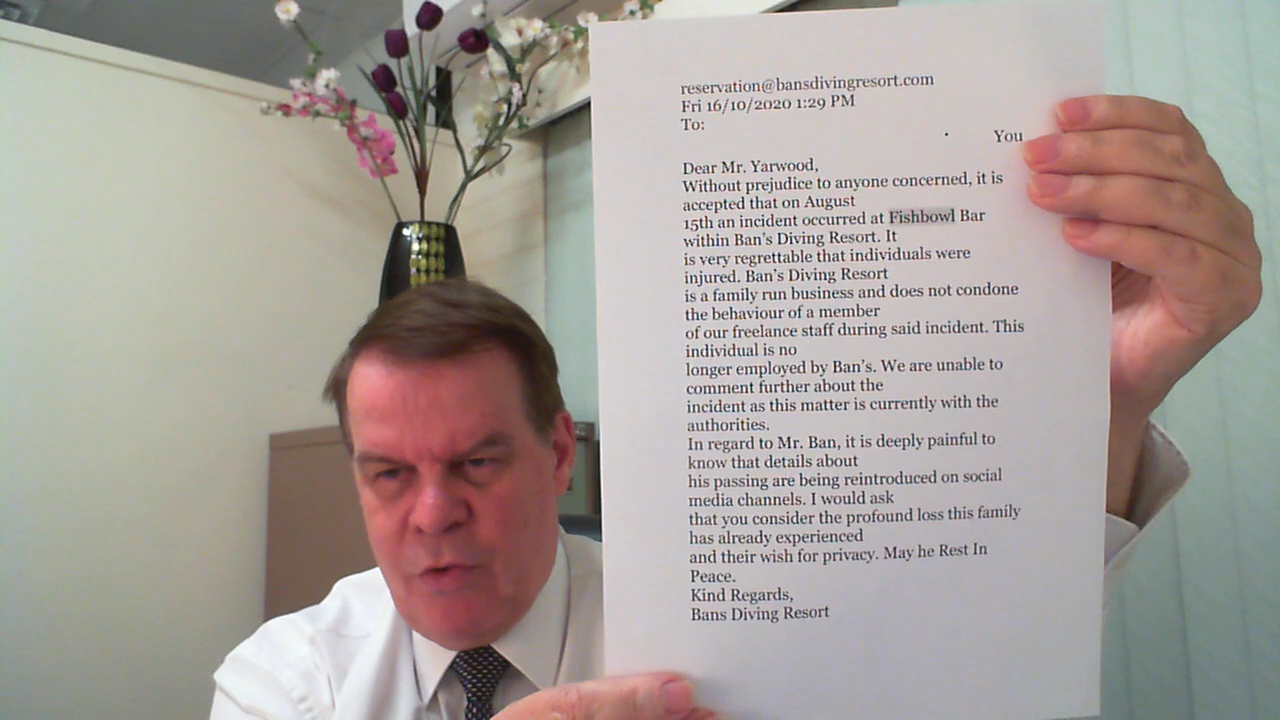 reservation@bansdivingresort.com
Fri 16/10/2020 1:29 PM
To:
You
Dear Mr. Yarwood,
Without prejudice to anyone concerned, it is
accepted that on August
15th an incident occurred at Fishbowl Bar
within Ban's Diving Resort. It
is very regrettable that individuals were
injured. Ban's Diving Resort
is a family run business and does not condone
the behaviour of a member
of our freelance staff during said incident. This
individual is no
longer employed by Ban's. We are unable to
comment further about the
incident as this matter is currently with the
authorities.
In regard to Mr. Ban, it is deeply painful to
know that details about
his passing are being reintroduced on social
media channels. I would ask
that you consider the profound loss this family
has already experienced
and their wish for privacy. May he Rest In
Peace.
Kind Regards,
Bans Diving Resort